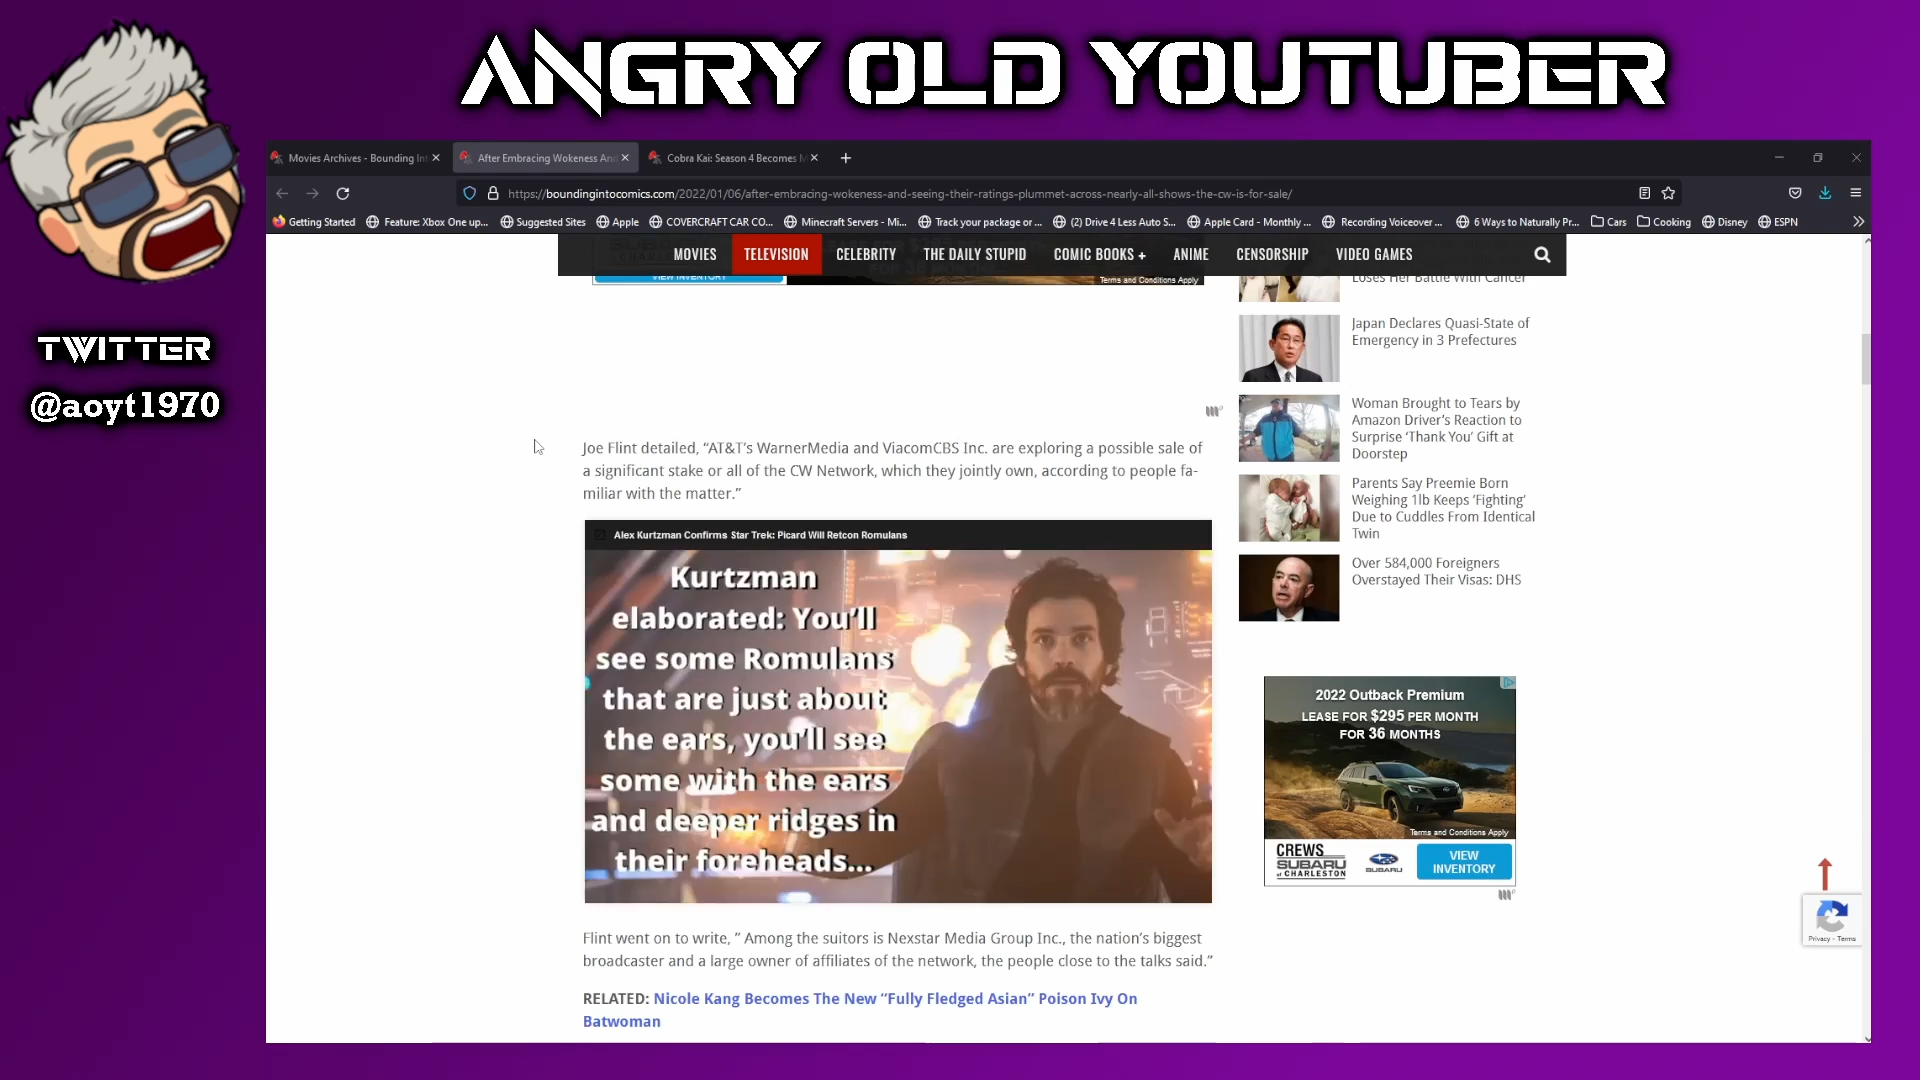 ANGRY OLD YOUTUBER
TWITTER
@aoyt1970
Movies Archives - Bounding Int
After Embracing Wokeness And
Cobra Kai: Season 4 Becomes M
https://boundingintocomics.com/2022/01/06/after-embracing-wokeness-and-seeing-their-ratings-plummet-across-nearly-all-shows-the-cw-is-for-sale/
Getting Started
Feature: Xbox One up...
Suggested Sites
Apple
COVERCRAFT CAR CO...
Minecraft Servers - Mi...
Track your package or ...
(2) Drive 4 Less Auto S...
Apple Card - Monthly ...
Recording Voiceover ...
6 Ways to Naturally Pr...
Cars
Cooking
Disney
ESPN
MOVIES
TELEVISION
CELEBRITY
THE DAILY STUPID
COMIC BOOKS +
ANIME
CENSORSHIP
VIDEO GAMES
VIEW INVENTORY
Terms and Conditions Apply
Joe Flint detailed, “AT&T’s WarnerMedia and ViacomCBS Inc. are exploring a possible sale of
a significant stake or all of the CW Network, which they jointly own, according to people fa-
miliar with the matter.”
Alex Kurtzman Confirms Star Trek: Picard Will Retcon Romulans
Kurtzman
elaborated: You’ll
see some Romulans
that are just about
the ears, you’ll see
some with the ears
and deeper ridges in
their foreheads...
Flint went on to write, ” Among the suitors is Nexstar Media Group Inc., the nation’s biggest
broadcaster and a large owner of affiliates of the network, the people close to the talks said.”
RELATED: Nicole Kang Becomes The New “Fully Fledged Asian” Poison Ivy On
Batwoman
Loses Her Battle With Cancer
Japan Declares Quasi-State of
Emergency in 3 Prefectures
Woman Brought to Tears by
Amazon Driver’s Reaction to
Surprise ‘Thank You’ Gift at
Doorstep
Parents Say Preemie Born
Weighing 1lb Keeps ‘Fighting’
Due to Cuddles From Identical
Twin
Over 584,000 Foreigners
Overstayed Their Visas: DHS
2022 Outback Premium
LEASE FOR $295 PER MONTH
FOR 36 MONTHS
Terms and Conditions Apply
CREWS
SUBARU
of CHARLESTON
SUBARU
VIEW
INVENTORY
Privacy - Terms